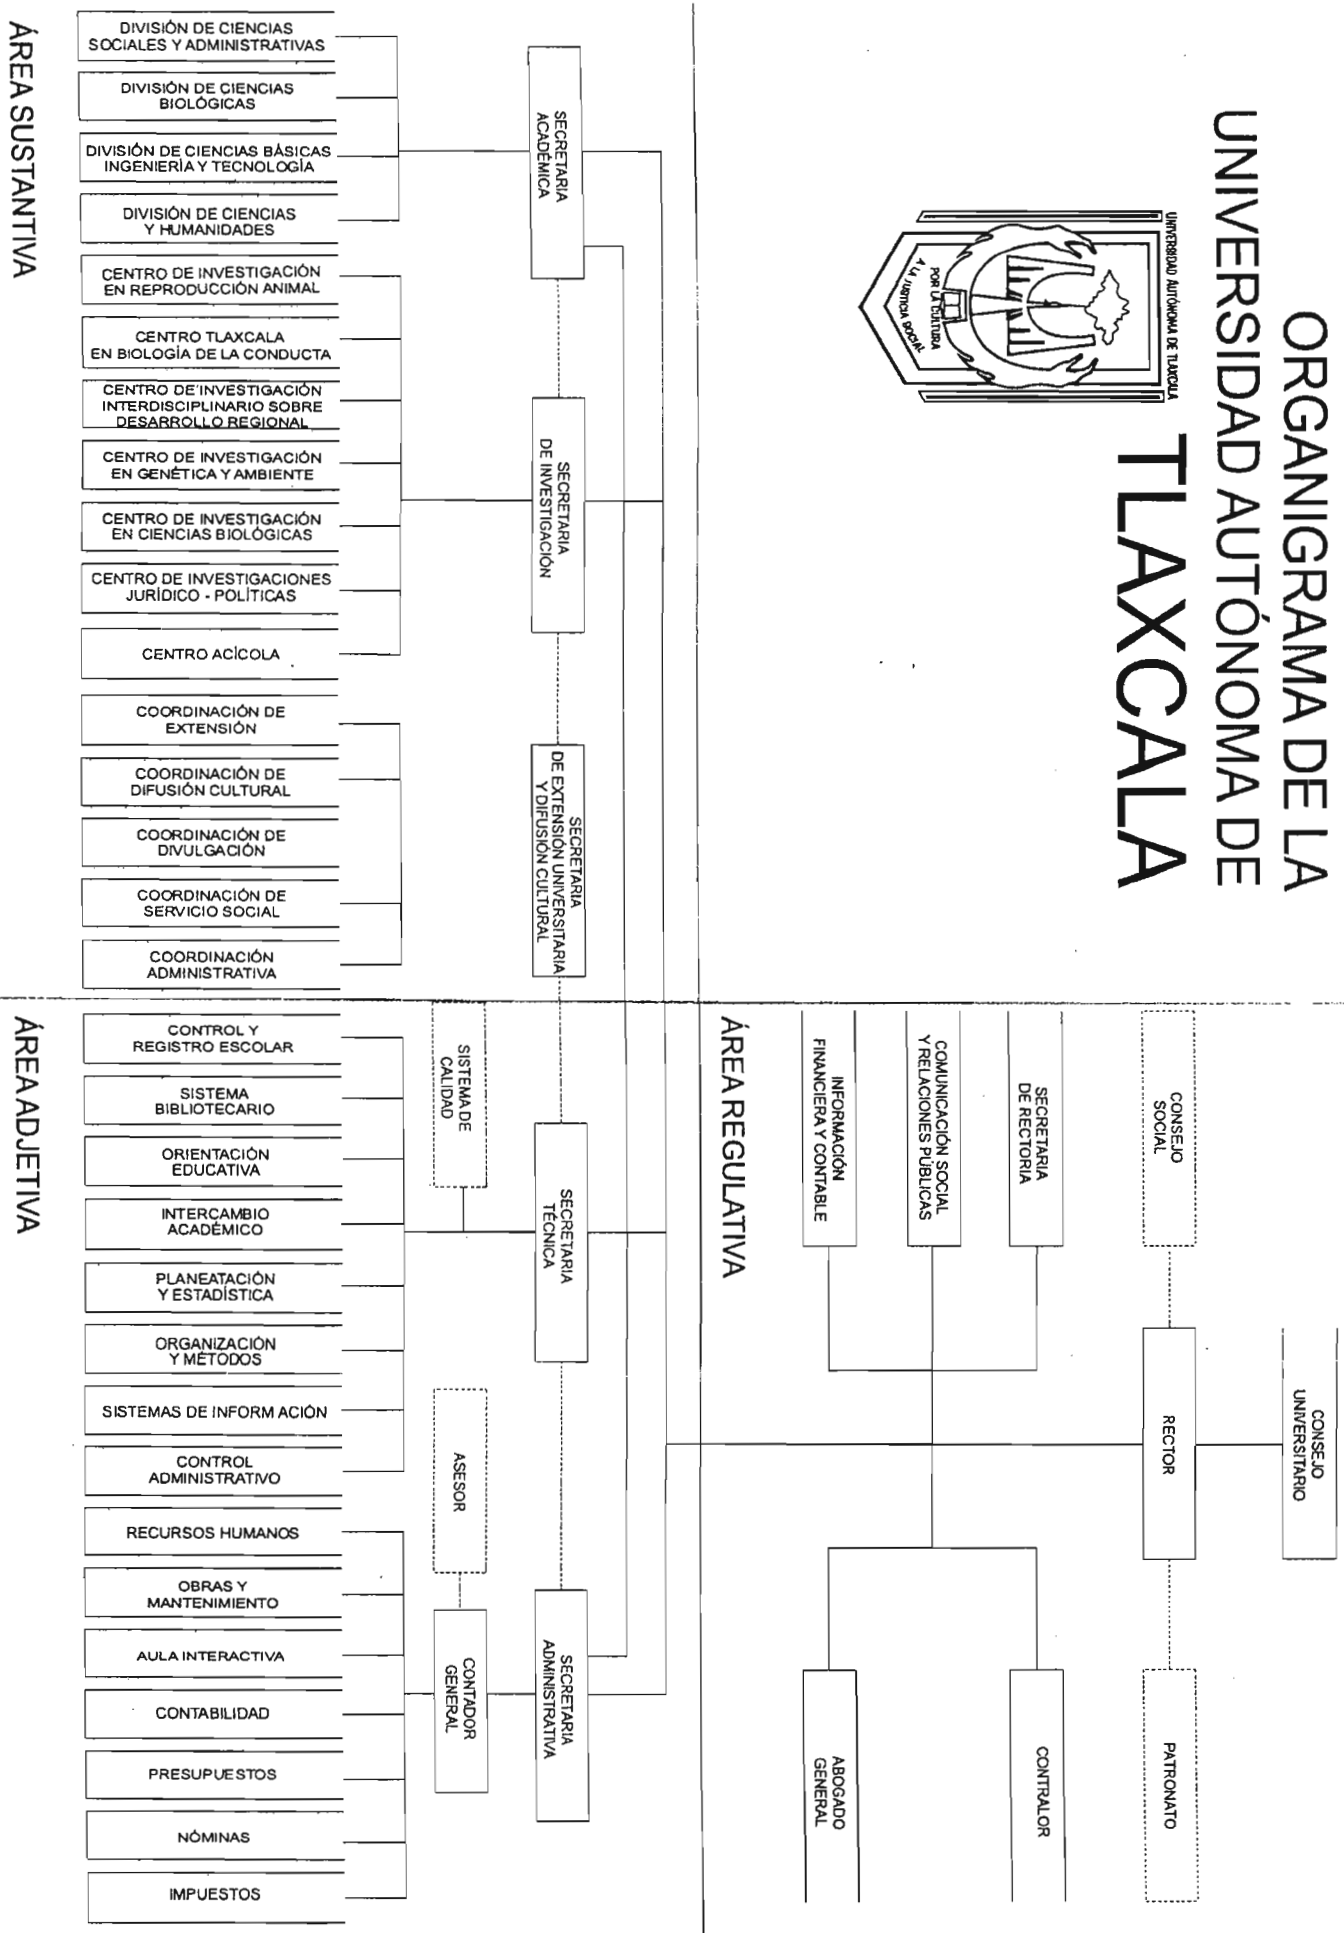 ORGANIGRAMA DE LA
UNIVERSIDAD AUTÓNOMA DE
TLAXCALA
UNIVERSIDAD AUTÓNOMA DE TLAXCALA
POR LA CULTURA
A LA JUSTICIA SOCIAL
CONSEJO
UNIVERSITARIO
CONSEJO
SOCIAL
RECTOR
PATRONATO
SECRETARIA
DE RECTORIA
CONTRALOR
COMUNICACIÓN SOCIAL
Y RELACIONES PÚBLICAS
INFORMACIÓN
FINANCIERA Y CONTABLE
ABOGADO
GENERAL
ÁREA REGULATIVA
SECRETARIA
ACADÉMICA
SECRETARIA
DE INVESTIGACIÓN
SECRETARIA
DE EXTENSIÓN UNIVERSITARIA
Y DIFUSIÓN CULTURAL
SECRETARIA
TÉCNICA
SECRETARIA
ADMINISTRATIVA
SISTEMA DE
CALIDAD
ASESOR
CONTADOR
GENERAL
DIVISIÓN DE CIENCIAS
SOCIALES Y ADMINISTRATIVAS
DIVISIÓN DE CIENCIAS
BIOLÓGICAS
DIVISIÓN DE CIENCIAS BÁSICAS
INGENIERÍA Y TECNOLOGÍA
DIVISIÓN DE CIENCIAS
Y HUMANIDADES
CENTRO DE INVESTIGACIÓN
EN REPRODUCCIÓN ANIMAL
CENTRO TLAXCALA
EN BIOLOGÍA DE LA CONDUCTA
CENTRO DE INVESTIGACIÓN
INTERDISCIPLINARIO SOBRE
DESARROLLO REGIONAL
CENTRO DE INVESTIGACIÓN
EN GENÉTICA Y AMBIENTE
CENTRO DE INVESTIGACIÓN
EN CIENCIAS BIOLÓGICAS
CENTRO DE INVESTIGACIONES
JURÍDICO - POLÍTICAS
CENTRO ACÍCOLA
COORDINACIÓN DE
EXTENSIÓN
COORDINACIÓN DE
DIFUSIÓN CULTURAL
COORDINACIÓN DE
DIVULGACIÓN
COORDINACIÓN DE
SERVICIO SOCIAL
COORDINACIÓN
ADMINISTRATIVA
CONTROL Y
REGISTRO ESCOLAR
SISTEMA
BIBLIOTECARIO
ORIENTACIÓN
EDUCATIVA
INTERCAMBIO
ACADÉMICO
PLANEATACIÓN
Y ESTADÍSTICA
ORGANIZACIÓN
Y MÉTODOS
SISTEMAS DE INFORMACIÓN
CONTROL
ADMINISTRATIVO
RECURSOS HUMANOS
OBRAS Y
MANTENIMIENTO
AULA INTERACTIVA
CONTABILIDAD
PRESUPUESTOS
NÓMINAS
IMPUESTOS
ÁREA SUSTANTIVA
ÁREA ADJETIVA